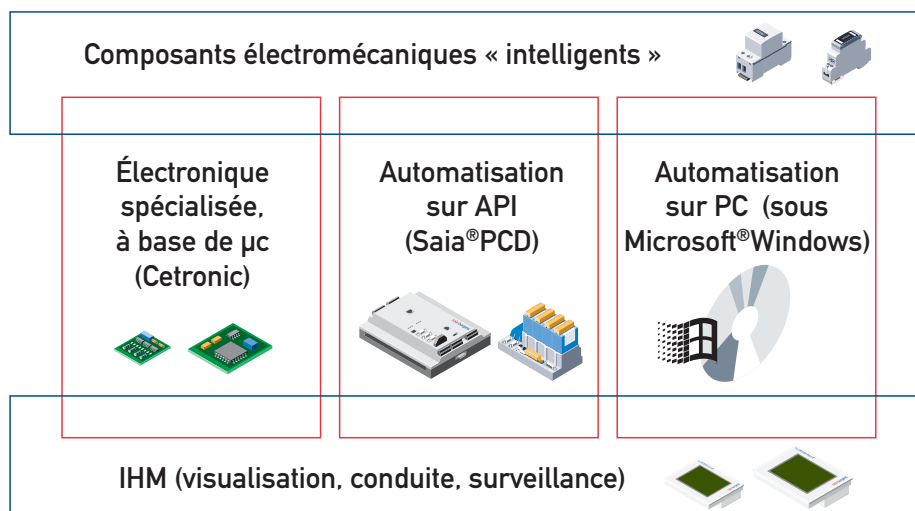 Composants électromécaniques « intelligents »
Électronique
spécialisée,
à base de µc
(Cetronic)
Automatisation
sur API
(Saia®PCD)
Automatisation
sur PC (sous
Microsoft®Windows)
IHM (visualisation, conduite, surveillance)